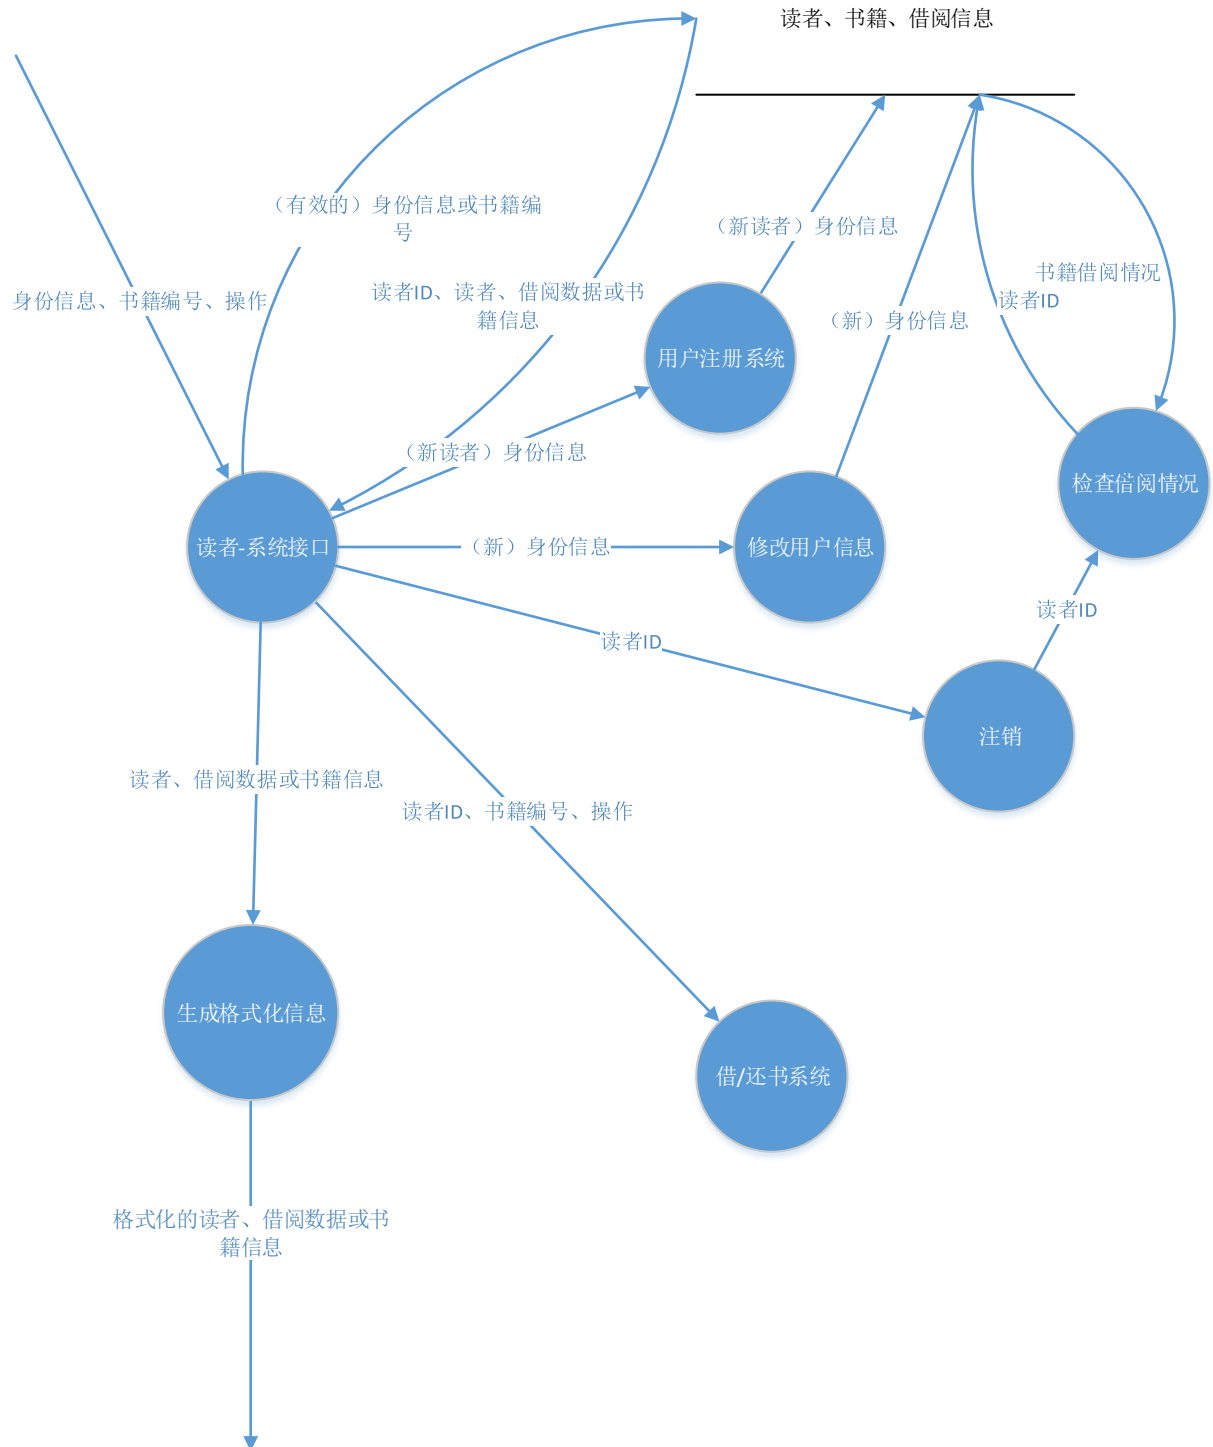 读者、书籍、借阅信息
（有效的）身份信息或书籍编
号
（新读者）身份信息
书籍借阅情况
身份信息、书籍编号、操作
读者ID、读者、借阅数据或书
籍信息
读者ID
（新）身份信息
用户注册系统
（新读者）身份信息
检查借阅情况
读者-系统接口
（新）身份信息
修改用户信息
读者ID
读者ID
注销
读者、借阅数据或书籍信息
读者ID、书籍编号、操作
生成格式化信息
借/还书系统
格式化的读者、借阅数据或书
籍信息